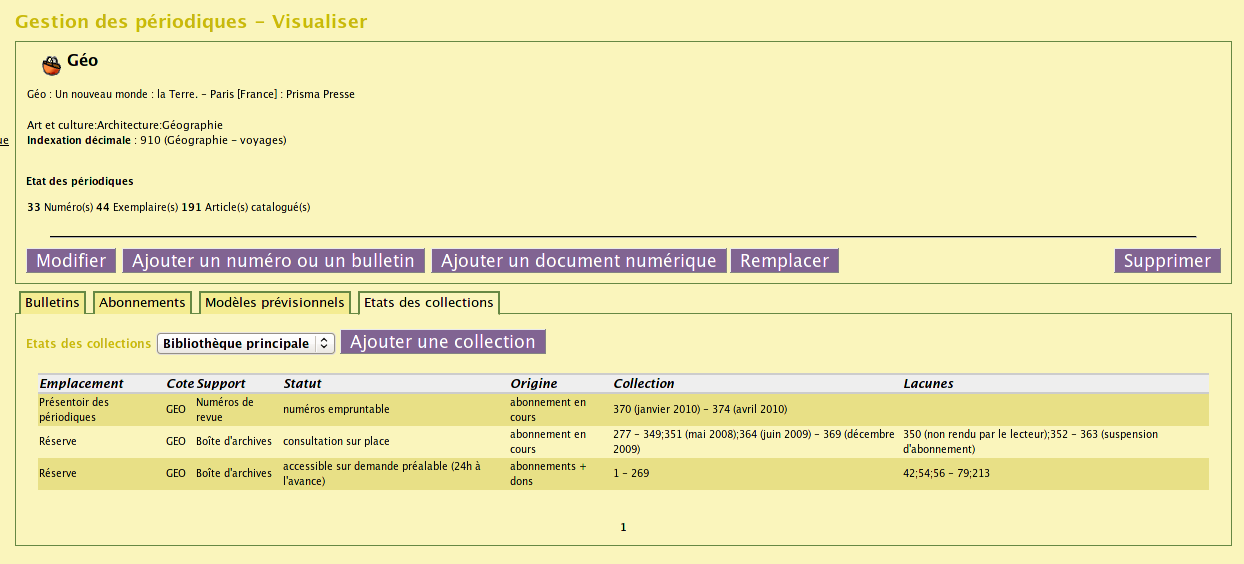 Gestion des périodiques - Visualiser
Géo
Géo : Un nouveau monde : la Terre. - Paris [France] : Prisma Presse
Art et culture:Architecture:Géographie
ue
Indexation décimale : 910 (Géographie - voyages)
Etat des périodiques
33 Numéro(s) 44 Exemplaire(s) 191 Article(s) catalogué(s)
Modifier Ajouter un numéro ou un bulletin Ajouter un document numérique Remplacer Supprimer
Bulletins Abonnements Modèles prévisionnels Etats des collections
Etats des collections Bibliothèque principale Ajouter une collection
Emplacement Cote Support Statut Origine Collection Lacunes
Présentoir des périodiques GEO Numéros de revue numéros empruntable abonnement en cours 370 (janvier 2010) - 374 (avril 2010)
Réserve GEO Boîte d'archives consultation sur place abonnement en cours 277 - 349;351 (mai 2008);364 (juin 2009) - 369 (décembre 2009) 350 (non rendu par le lecteur);352 - 363 (suspension d'abonnement)
Réserve GEO Boîte d'archives accessible sur demande préalable (24h à l'avance) abonnements + dons 1 - 269 42;54;56 - 79;213
1